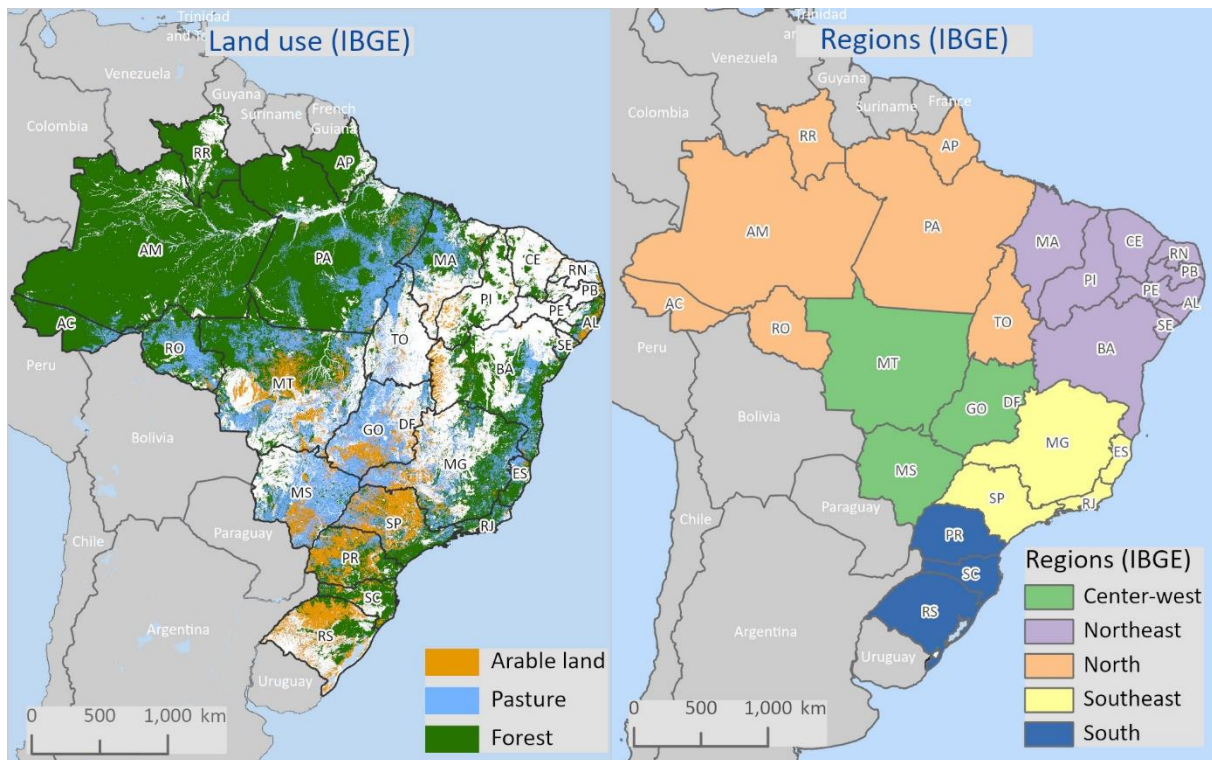 Trinidad
and To
Land use (IBGE)
Venezuela
Guyana
Suriname
French
Guiana
Colombia
RR
AP
AM
PA
MA
CE
RN
PB
PI
PE
AL
SE
AC
RO
TO
BA
Peru
MT
Bolivia
GO
DF
MG
ES
MS
SP
RJ
Paraguay
Chile
PR
SC
RS
Argentina
Uruguay
Arable land
Pasture
Forest
0 500 1,000 km
Trinidad
Regions (IBGE)
Venezuela
Guyana
Suriname
France
Colombia
RR
AP
AM
PA
MA
CE
RN
PB
PI
PE
AL
SE
AC
RO
TO
BA
Peru
MT
Bolivia
GO
DF
MG
ES
MS
SP
RJ
Paraguay
Chile
PR
SC
RS
Argentina
Uruguay
Regions (IBGE)
Center-west
Northeast
North
Southeast
South
0 500 1,000 km